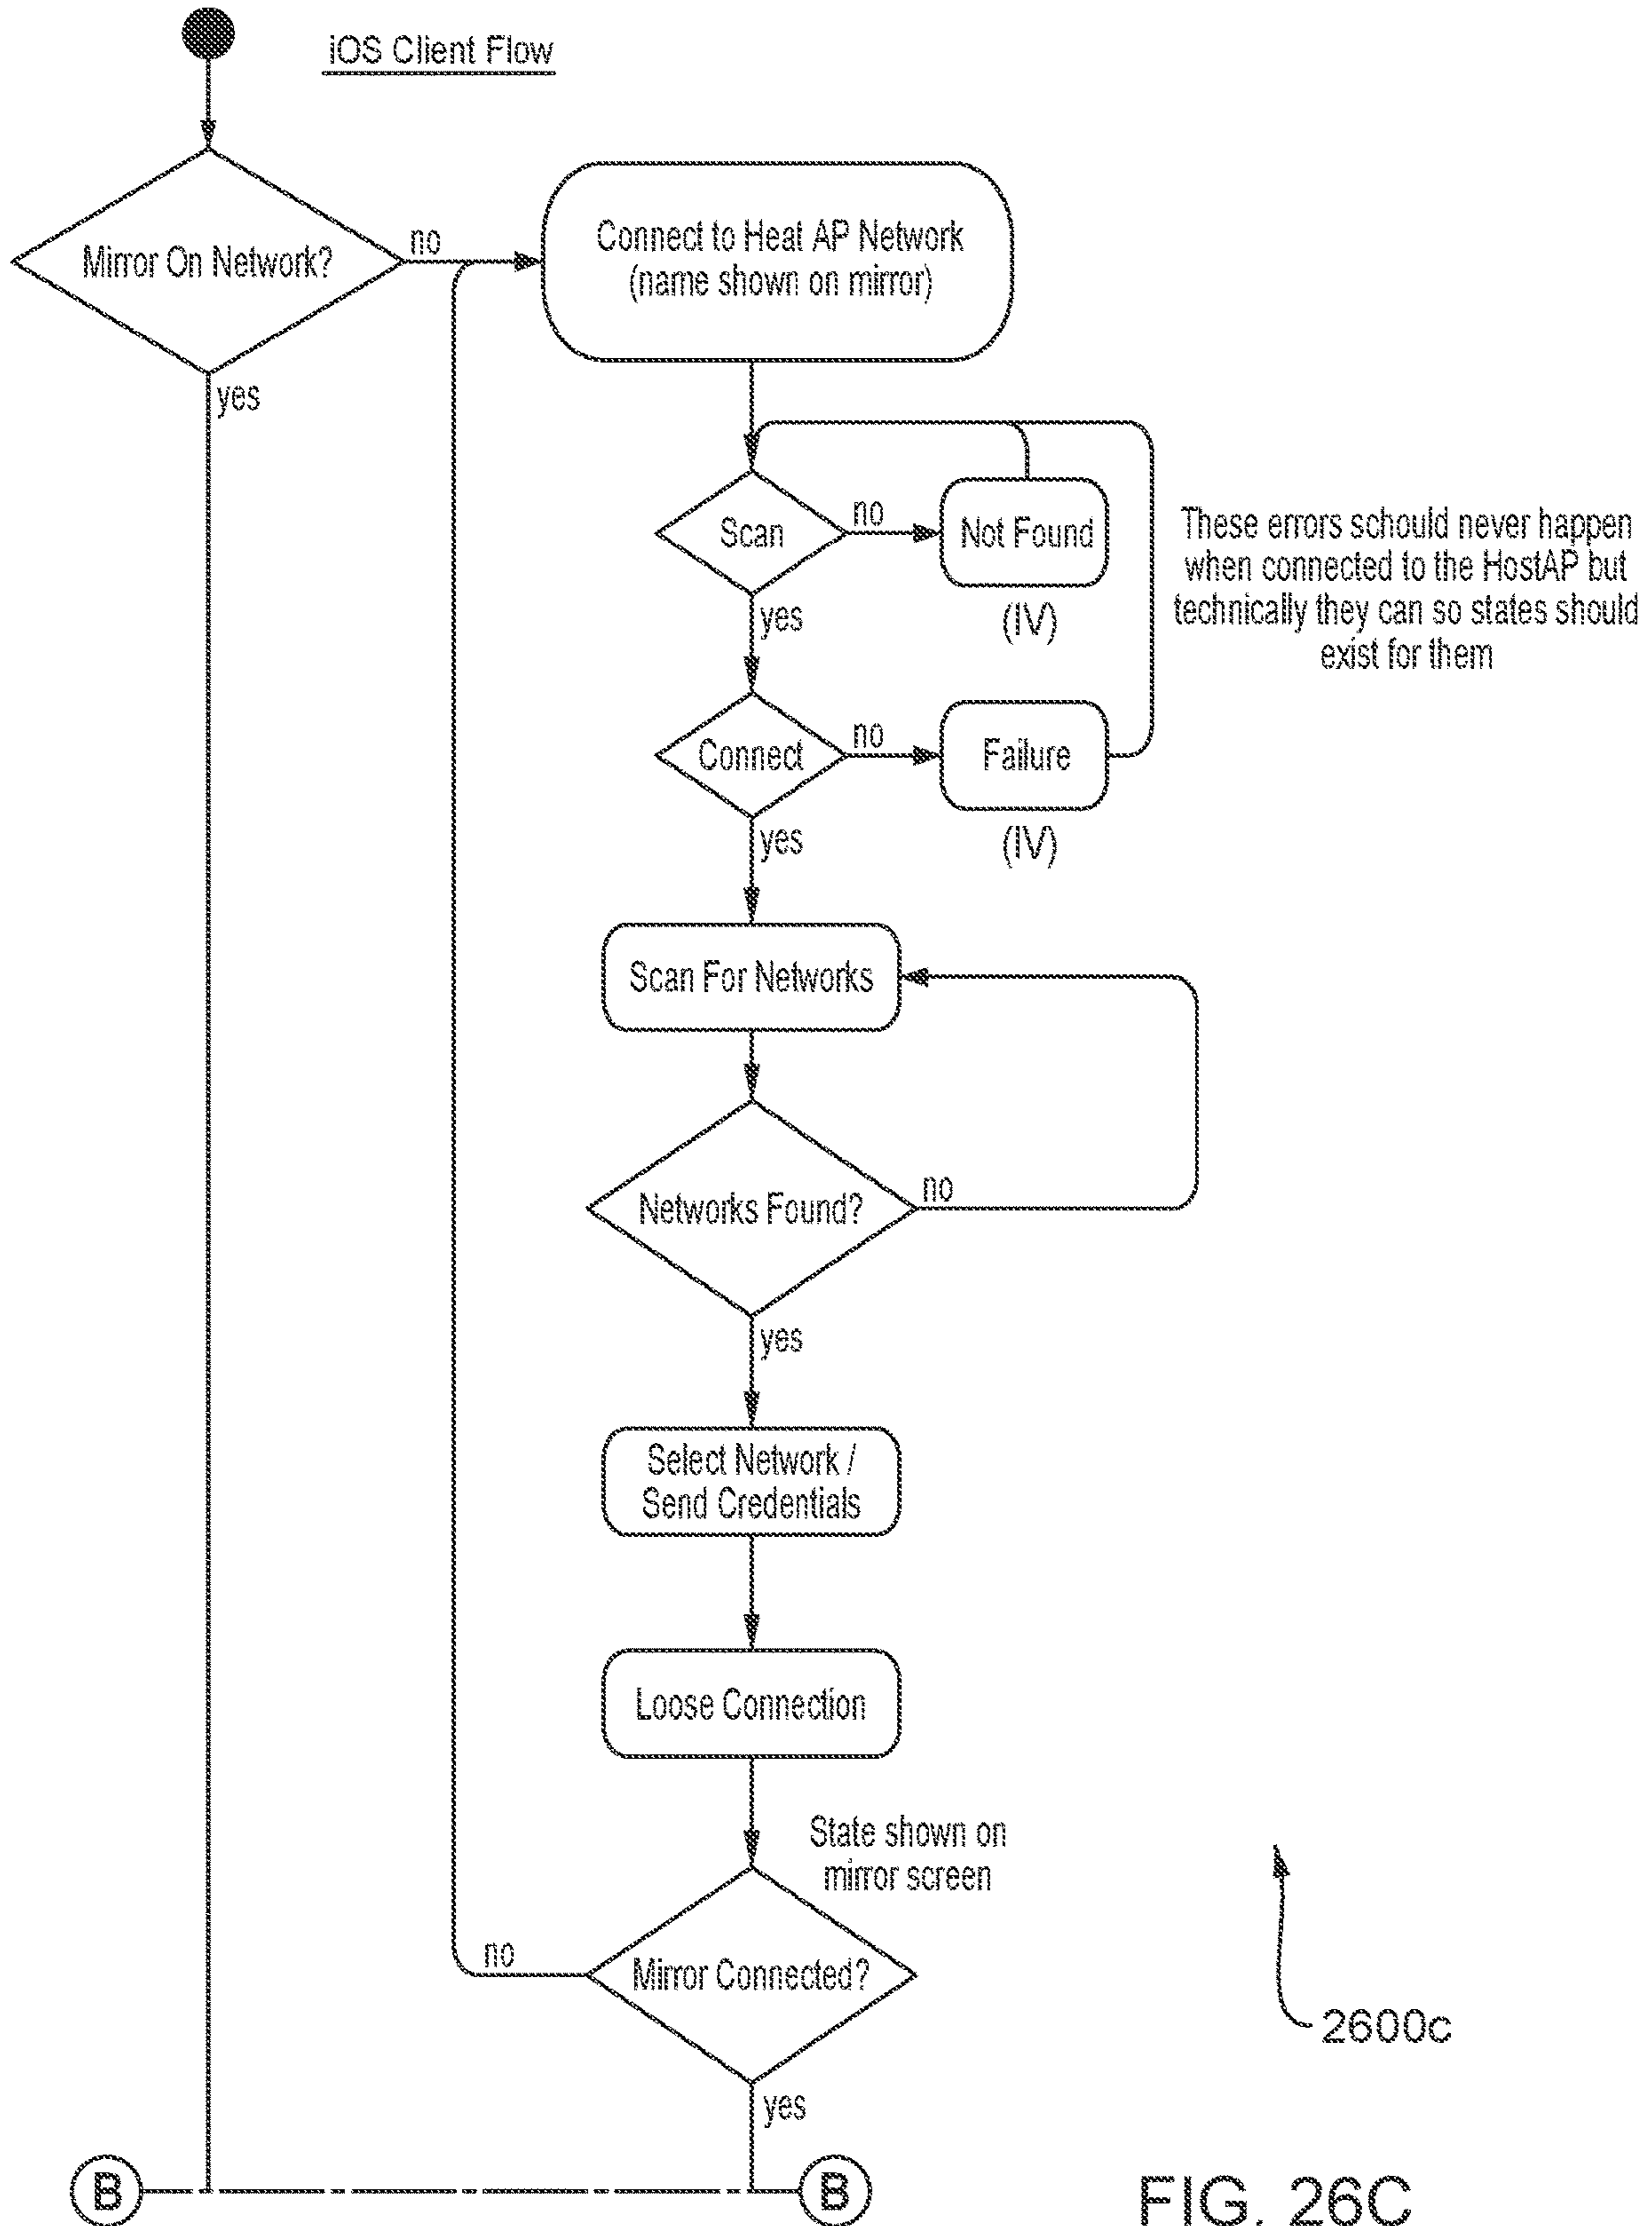 iOS Client Flow
Mirror On Network?
no
Connect to Heat AP Network
(name shown on mirror)
yes
Scan
no
Not Found
(IV)
These errors schould never happen
when connected to the HostAP but
technically they can so states should
exist for them
yes
Connect
no
Failure
(IV)
yes
Scan For Networks
Networks Found?
no
yes
Select Network /
Send Credentials
Loose Connection
State shown on
mirror screen
Mirror Connected?
no
yes
2600c
B
B
FIG. 26C